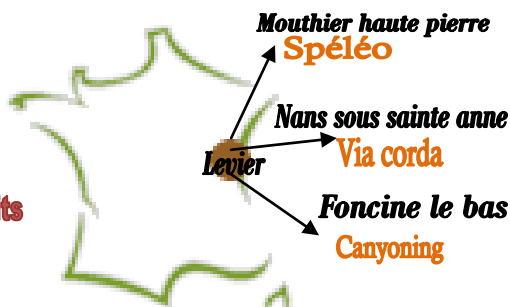 Mouthier haute pierre
Spéléo
Nans sous sainte anne
Via corda
Levier
Foncine le bas
Canyoning